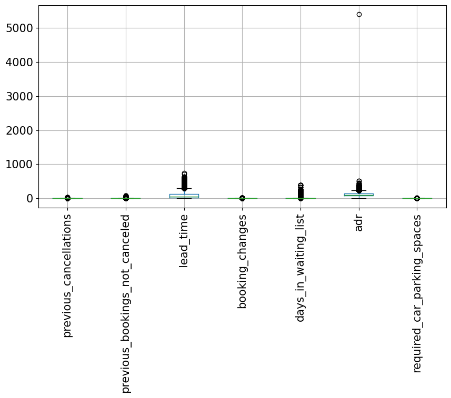 5000
4000
3000
2000
1000
0
previous_cancellations
previous_bookings_not_canceled
lead_time
booking_changes
days_in_waiting_list
adr
required_car_parking_spaces